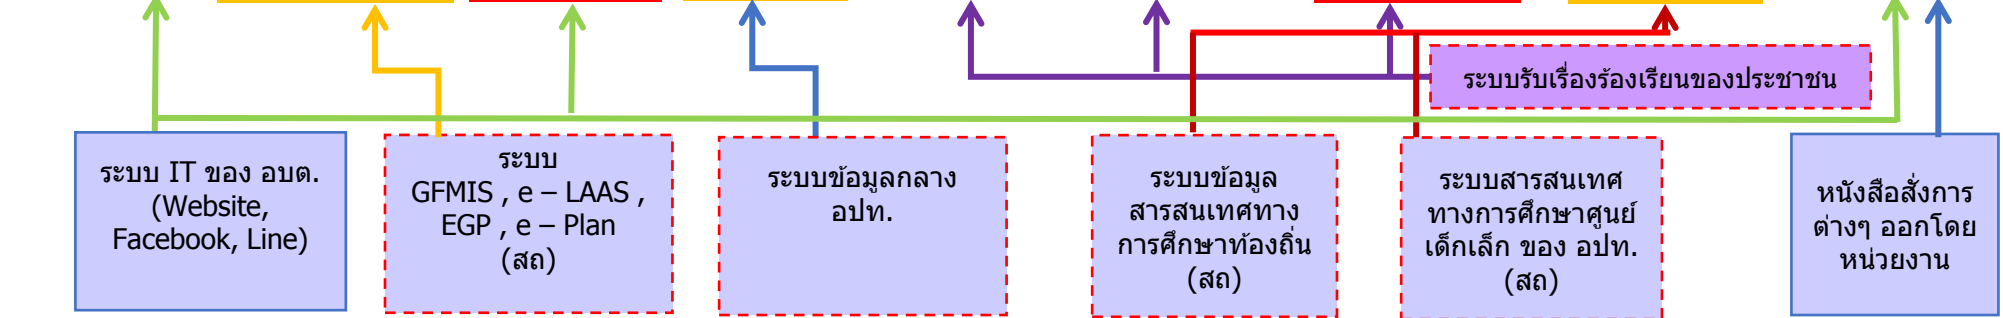 ระบบรับเรื่องร้องเรียนของประชาชน
ระบบ IT ของ อบต.
(Website,
Facebook, Line)
ระบบ
GFMIS , e – LAAS ,
EGP , e – Plan
(สถ)
ระบบข้อมูลกลาง
อปท.
ระบบข้อมูล
สารสนเทศทาง
การศึกษาท้องถิ่น
(สถ)
ระบบสารสนเทศ
ทางการศึกษาศูนย์
เด็กเล็ก ของ อปท.
(สถ)
หนังสือสั่งการ
ต่างๆ ออกโดย
หน่วยงาน